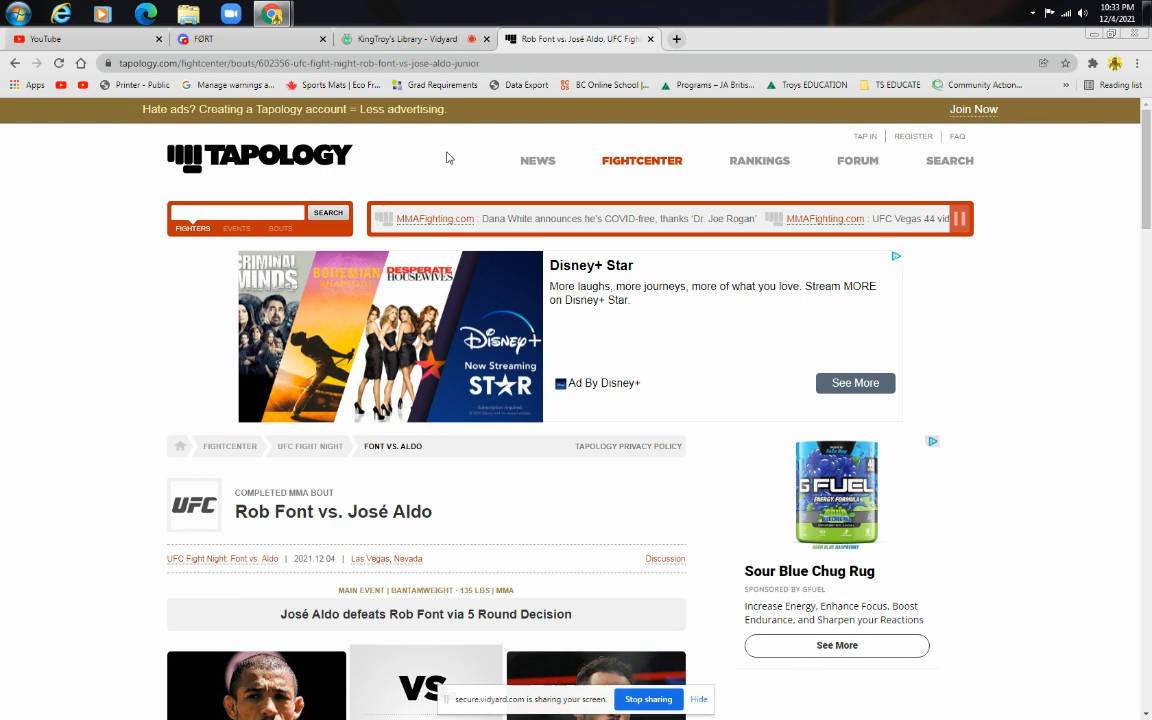 10:33 PM
12/4/2021
YouTube
FØRT
KingTroy's Library - Vidyard
Rob Font vs. José Aldo, UFC Figh
tapology.com/fightcenter/bouts/602356-ufc-fight-night-rob-font-vs-jose-aldo-junior
Apps
Printer - Public
Manage warnings a...
Sports Mats | Eco Fr...
Grad Requirements
Data Export
BC Online School |...
Programs – JA Britis...
Troys EDUCATION
TS EDUCATE
Community Action...
»
Reading list
Hate ads? Creating a Tapology account = Less advertising.
Join Now
TAP IN
REGISTER
FAQ
TAPOLOGY
NEWS
FIGHTCENTER
RANKINGS
FORUM
SEARCH
SEARCH
FIGHTERS
EVENTS
BOUTS
MMAFighting.com : Dana White announces he's COVID-free, thanks 'Dr. Joe Rogan'
MMAFighting.com : UFC Vegas 44 vid
CRIMINAL
MINDS
BOHEMIAN
RHAPSODY
DESPERATE
HOUSEWIVES
Disney+
Now Streaming
STAR
Subscription required.
Disney+ Star
More laughs, more journeys, more of what you love. Stream MORE
on Disney+ Star.
Ad By Disney+
See More
FIGHTCENTER
UFC FIGHT NIGHT
FONT VS. ALDO
TAPOLOGY PRIVACY POLICY
UFC
COMPLETED MMA BOUT
Rob Font vs. José Aldo
UFC Fight Night: Font vs. Aldo | 2021.12.04 | Las Vegas, Nevada
Discussion
MAIN EVENT | BANTAMWEIGHT · 135 LBS | MMA
José Aldo defeats Rob Font via 5 Round Decision
VS
G FUEL
ENERGY FORMULA
SOUR BLUE RASPBERRY
Sour Blue Chug Rug
SPONSORED BY GFUEL
Increase Energy, Enhance Focus, Boost
Endurance, and Sharpen your Reactions
See More
secure.vidyard.com is sharing your screen.
Stop sharing
Hide